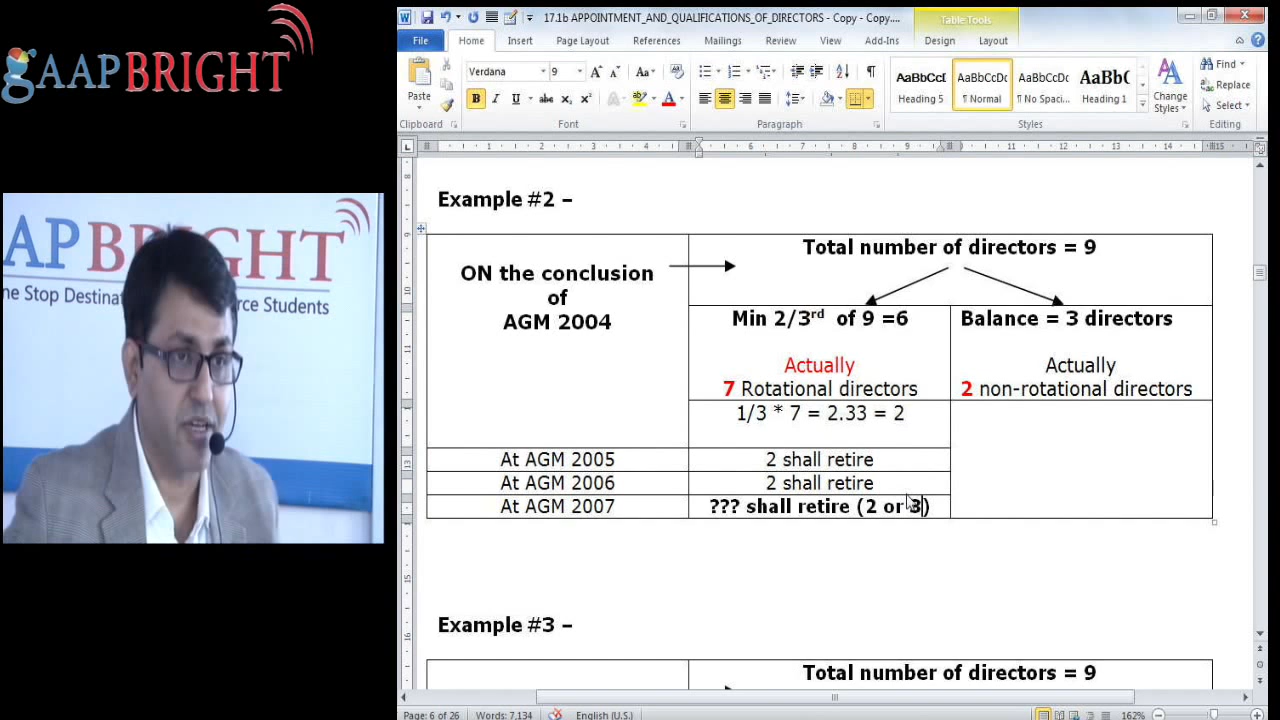 gAAPBRIGHT
AAPBRIGHT
ne Stop Destinat
rce Students
17.1b APPOINTMENT_AND_QUALIFICATIONS_OF_DIRECTORS - Copy - Copy....
Table Tools
File Home Insert Page Layout References Mailings Review View Add-Ins Design Layout
Paste
Verdana 9
AaBbCcI AaBbCcDc AaBbCcDc AaBb(
Heading 5 ¶ Normal ¶ No Spaci... Heading 1
Change Styles
Find
Replace
Select
Clipboard Font Paragraph Styles Editing
Example #2 –
ON the conclusion
of
AGM 2004
Total number of directors = 9
Min 2/3rd of 9 =6
Balance = 3 directors
Actually
7 Rotational directors
Actually
2 non-rotational directors
1/3 * 7 = 2.33 = 2
At AGM 2005 2 shall retire
At AGM 2006 2 shall retire
At AGM 2007 ??? shall retire (2 or 3)
Example #3 –
Total number of directors = 9
Page: 6 of 26 Words: 7,134 English (U.S.) 162%